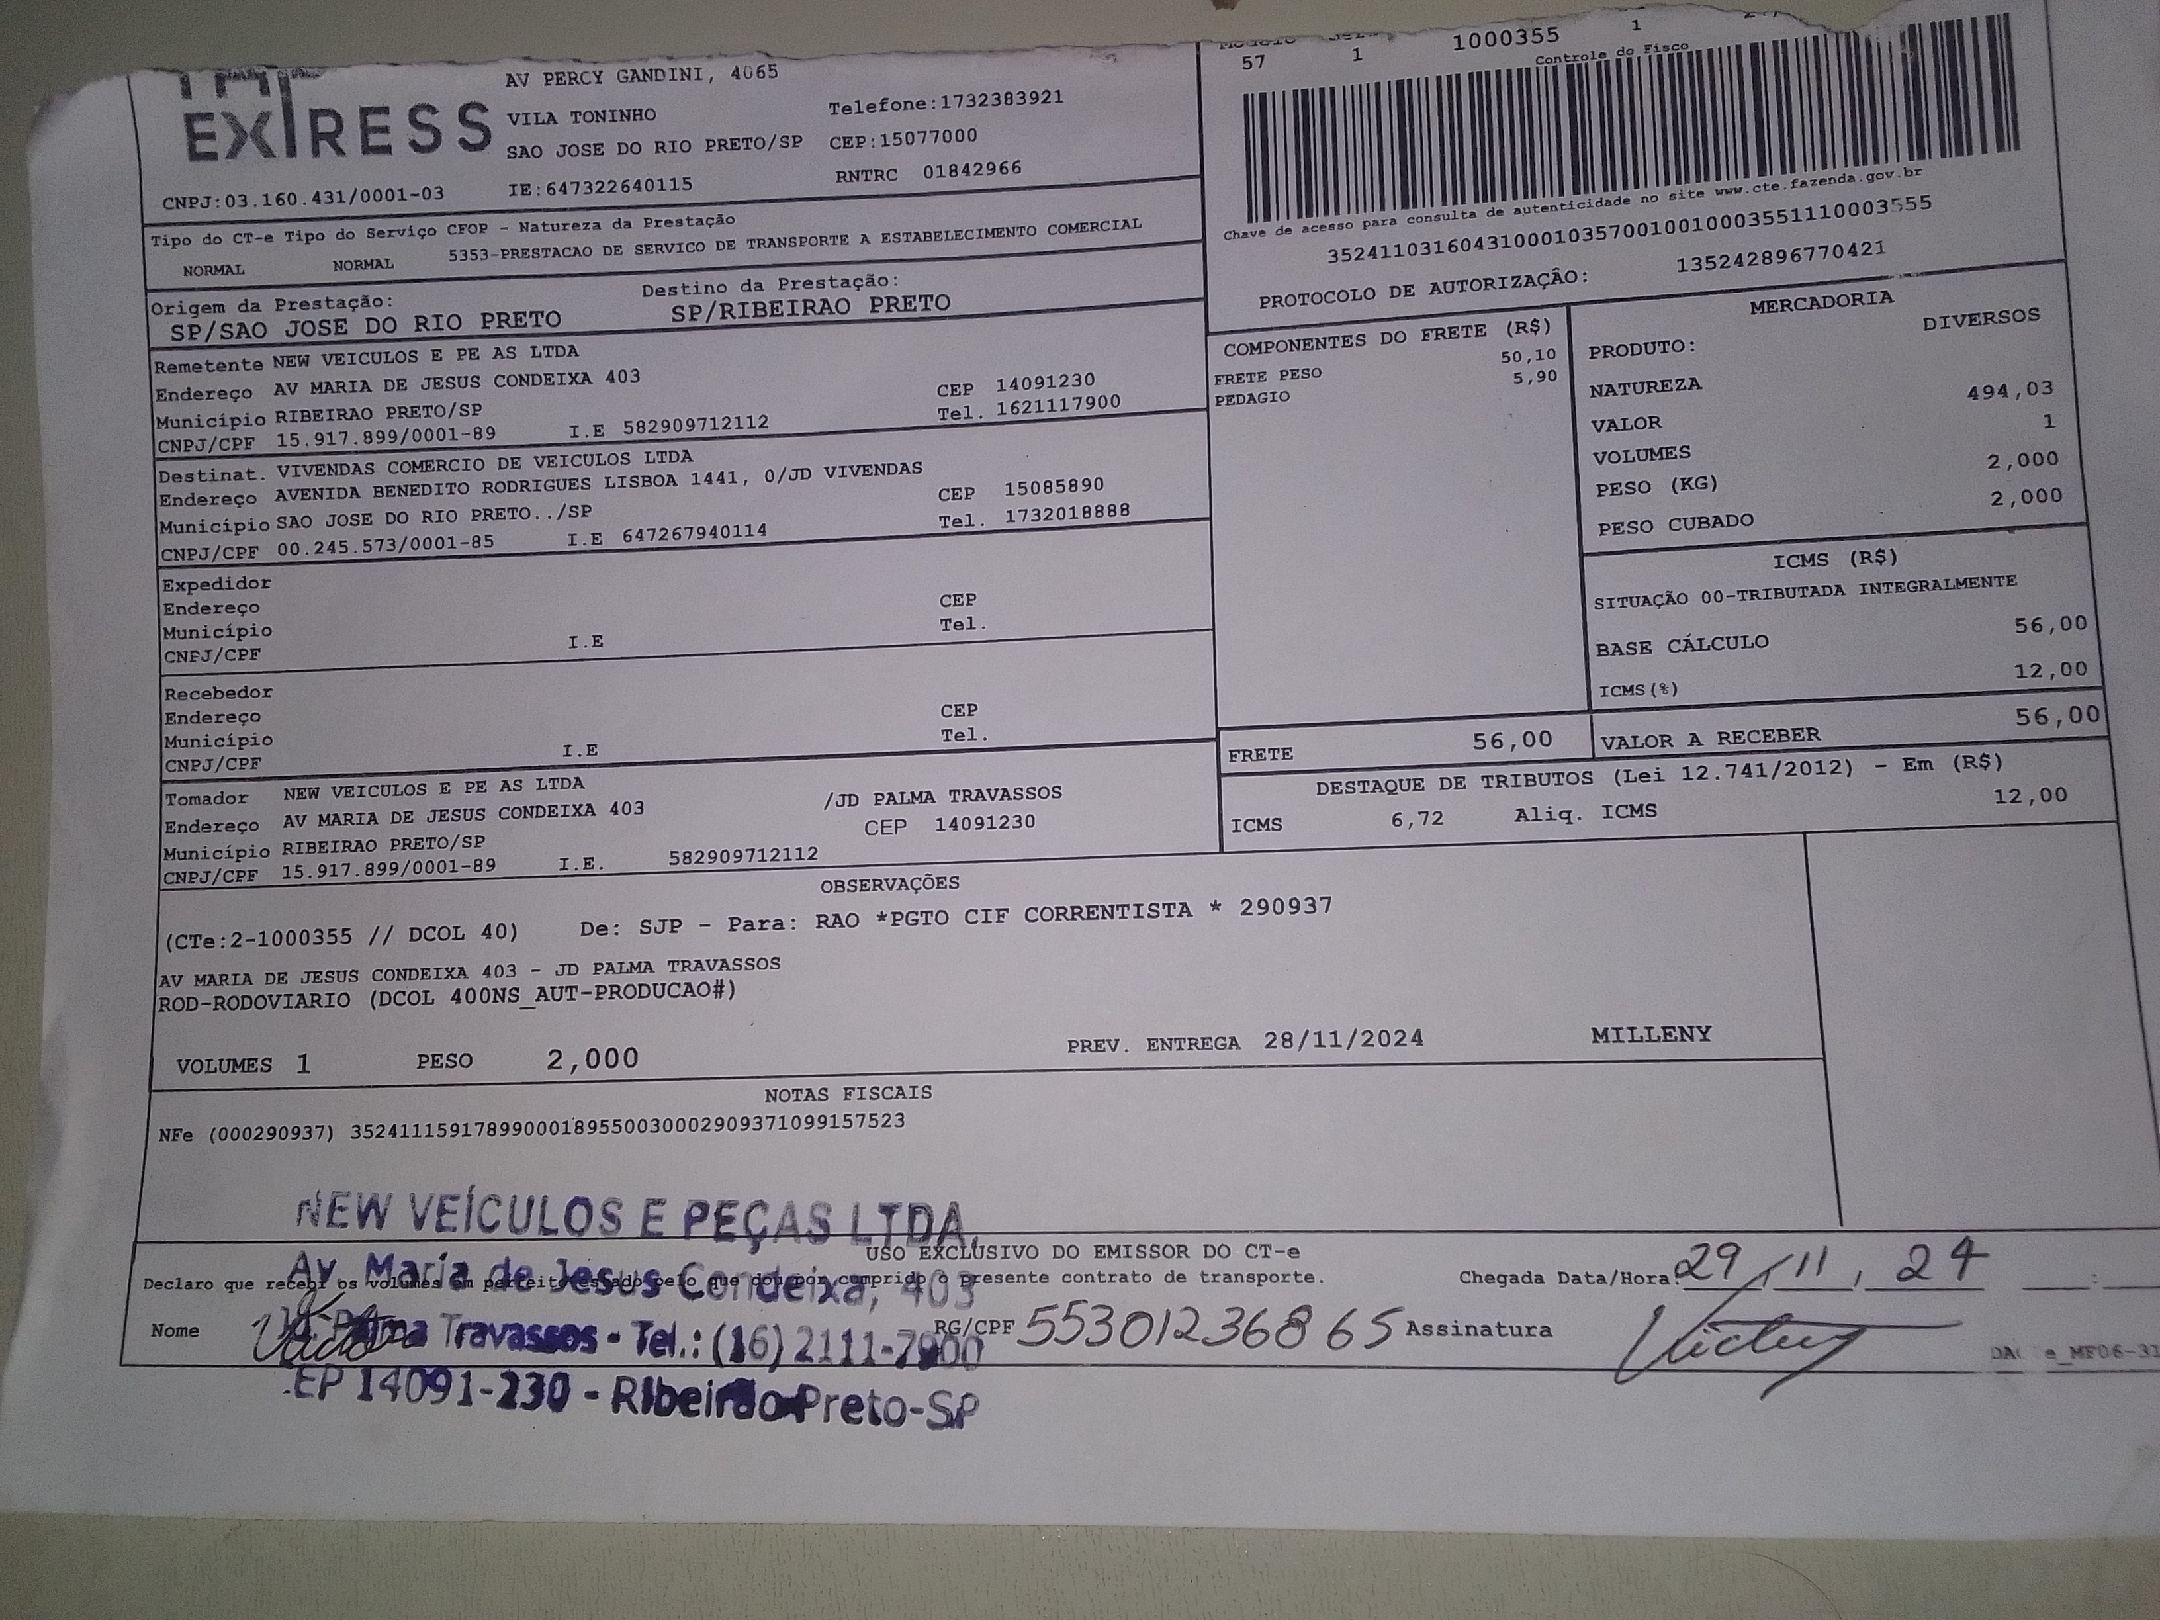 EXPRESS
AV PERCY GANDINI, 4065
VILA TONINHO
Telefone:1732383921
SAO JOSE DO RIO PRETO/SP CEP:15077000
CNPJ:03.160.431/0001-03 IE:647322640115 RNTRC 01842966
57 1 1000355 1
Controle do Fisco
Chave de acesso para consulta de autenticidade no site www.cte.fazenda.gov.br
35241103160431000103570010010003551110003555
PROTOCOLO DE AUTORIZAÇÃO: 135242896770421
Tipo do CT-e Tipo do Serviço CFOP - Natureza da Prestação
NORMAL NORMAL 5353-PRESTACAO DE SERVICO DE TRANSPORTE A ESTABELECIMENTO COMERCIAL
Origem da Prestação: Destino da Prestação:
SP/SAO JOSE DO RIO PRETO SP/RIBEIRAO PRETO
Remetente NEW VEICULOS E PE AS LTDA
Endereço AV MARIA DE JESUS CONDEIXA 403 CEP 14091230
Município RIBEIRAO PRETO/SP Tel. 1621117900
CNPJ/CPF 15.917.899/0001-89 I.E 582909712112
Destinat. VIVENDAS COMERCIO DE VEICULOS LTDA
Endereço AVENIDA BENEDITO RODRIGUES LISBOA 1441, 0/JD VIVENDAS
CEP 15085890
Município SAO JOSE DO RIO PRETO../SP Tel. 1732018888
CNPJ/CPF 00.245.573/0001-85 I.E 647267940114
Expedidor
Endereço CEP
Município Tel.
CNPJ/CPF I.E
Recebedor
Endereço CEP
Município Tel.
CNPJ/CPF I.E
Tomador NEW VEICULOS E PE AS LTDA
Endereço AV MARIA DE JESUS CONDEIXA 403 /JD PALMA TRAVASSOS
Município RIBEIRAO PRETO/SP CEP 14091230
CNPJ/CPF 15.917.899/0001-89 I.E. 582909712112
COMPONENTES DO FRETE (R$)
FRETE PESO 50,10
PEDAGIO 5,90
MERCADORIA
PRODUTO: DIVERSOS
NATUREZA
VALOR 494,03
VOLUMES 1
PESO (KG) 2,000
PESO CUBADO 2,000
ICMS (R$)
SITUAÇÃO 00-TRIBUTADA INTEGRALMENTE
BASE CÁLCULO 56,00
ICMS(%) 12,00
FRETE 56,00 VALOR A RECEBER 56,00
DESTAQUE DE TRIBUTOS (Lei 12.741/2012) - Em (R$)
ICMS 6,72 Aliq. ICMS 12,00
OBSERVAÇÕES
(CTe:2-1000355 // DCOL 40) De: SJP - Para: RAO *PGTO CIF CORRENTISTA * 290937
AV MARIA DE JESUS CONDEIXA 403 - JD PALMA TRAVASSOS
ROD-RODOVIARIO (DCOL 400NS_AUT-PRODUCAO#)
VOLUMES 1 PESO 2,000 PREV. ENTREGA 28/11/2024 MILLENY
NOTAS FISCAIS
NFe (000290937) 35241115917899000189550030002909371099157523
NEW VEÍCULOS E PEÇAS LTDA.
USO EXCLUSIVO DO EMISSOR DO CT-e
Av. Maria de Jesus Condeixa, 403
Declaro que recebi os volumes em perfeito estado pelo que dou por cumprido o presente contrato de transporte.
Chegada Data/Hora: 29/11, 24 :
Nome
Travassos - Tel.: (16) 2111-7900
RG/CPF 55301236865 Assinatura
MF06-31
EP 14091-230 - Ribeirão Preto-SP